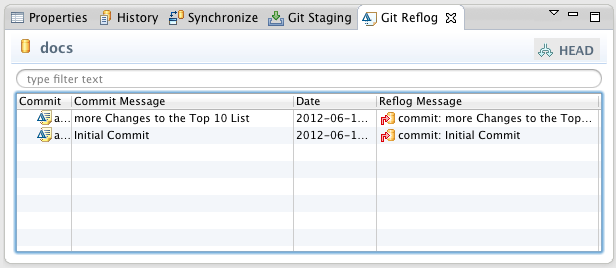 Properties History Synchronize Git Staging Git Reflog
docs HEAD
type filter text
Commit Commit Message Date Reflog Message
a... more Changes to the Top 10 List 2012-06-1... commit: more Changes to the Top...
a... Initial Commit 2012-06-1... commit: Initial Commit